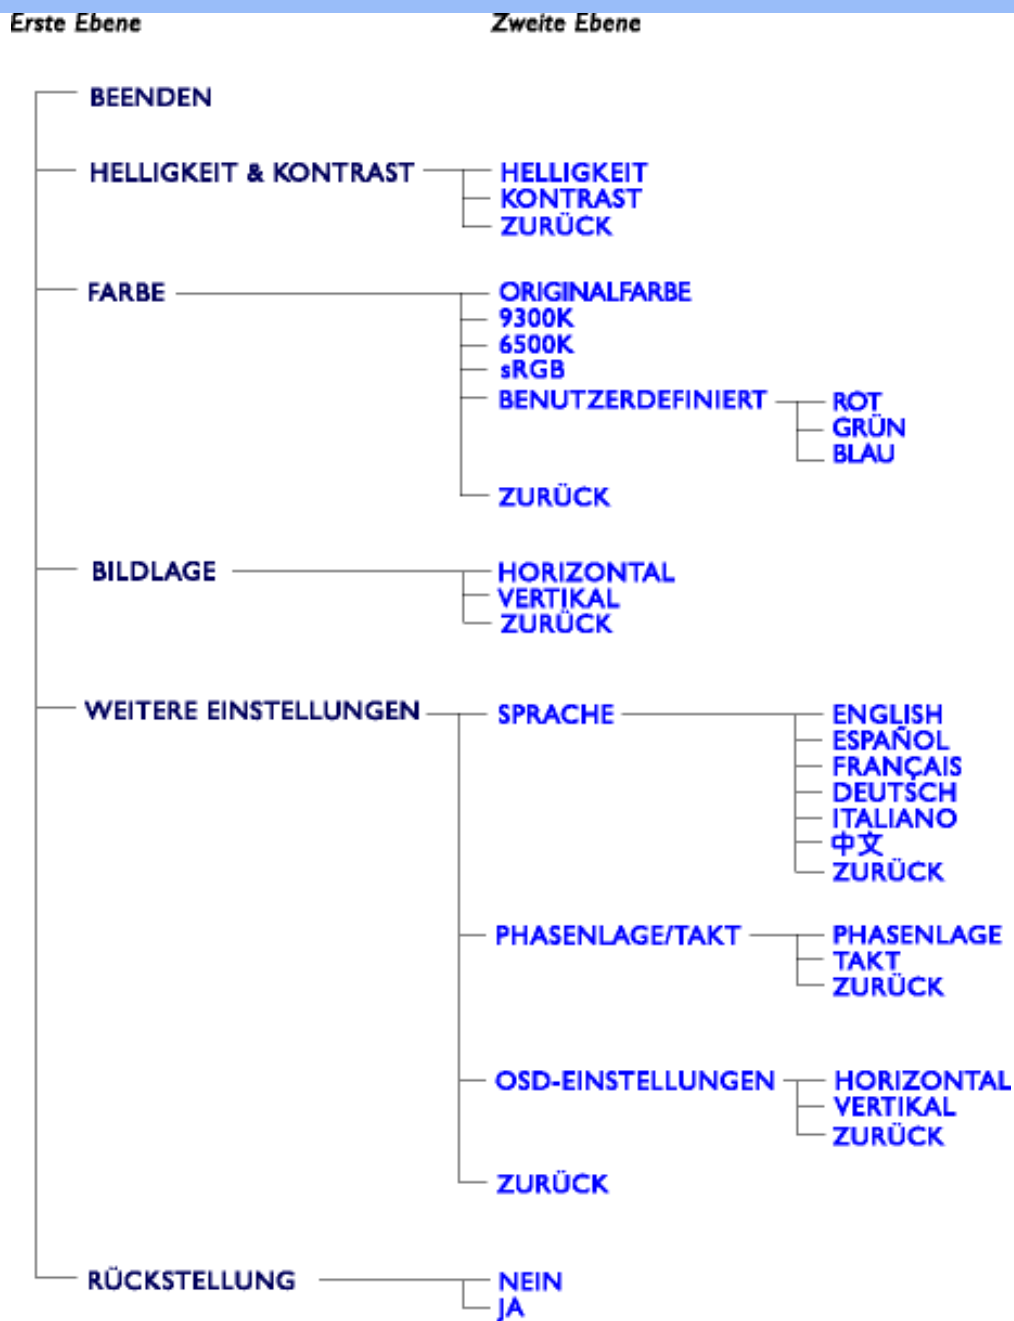 Erste Ebene Zweite Ebene
BEENDEN
HELLIGKEIT & KONTRAST HELLIGKEIT
KONTRAST
ZURÜCK
FARBE ORIGINALFARBE
9300K
6500K
sRGB
BENUTZERDEFINIERT ROT
GRÜN
BLAU
ZURÜCK
BILDLAGE HORIZONTAL
VERTIKAL
ZURÜCK
WEITERE EINSTELLUNGEN SPRACHE ENGLISH
ESPAÑOL
FRANÇAIS
DEUTSCH
ITALIANO
中文
ZURÜCK
PHASENLAGE/TAKT PHASENLAGE
TAKT
ZURÜCK
OSD-EINSTELLUNGEN HORIZONTAL
VERTIKAL
ZURÜCK
ZURÜCK
RÜCKSTELLUNG NEIN
JA